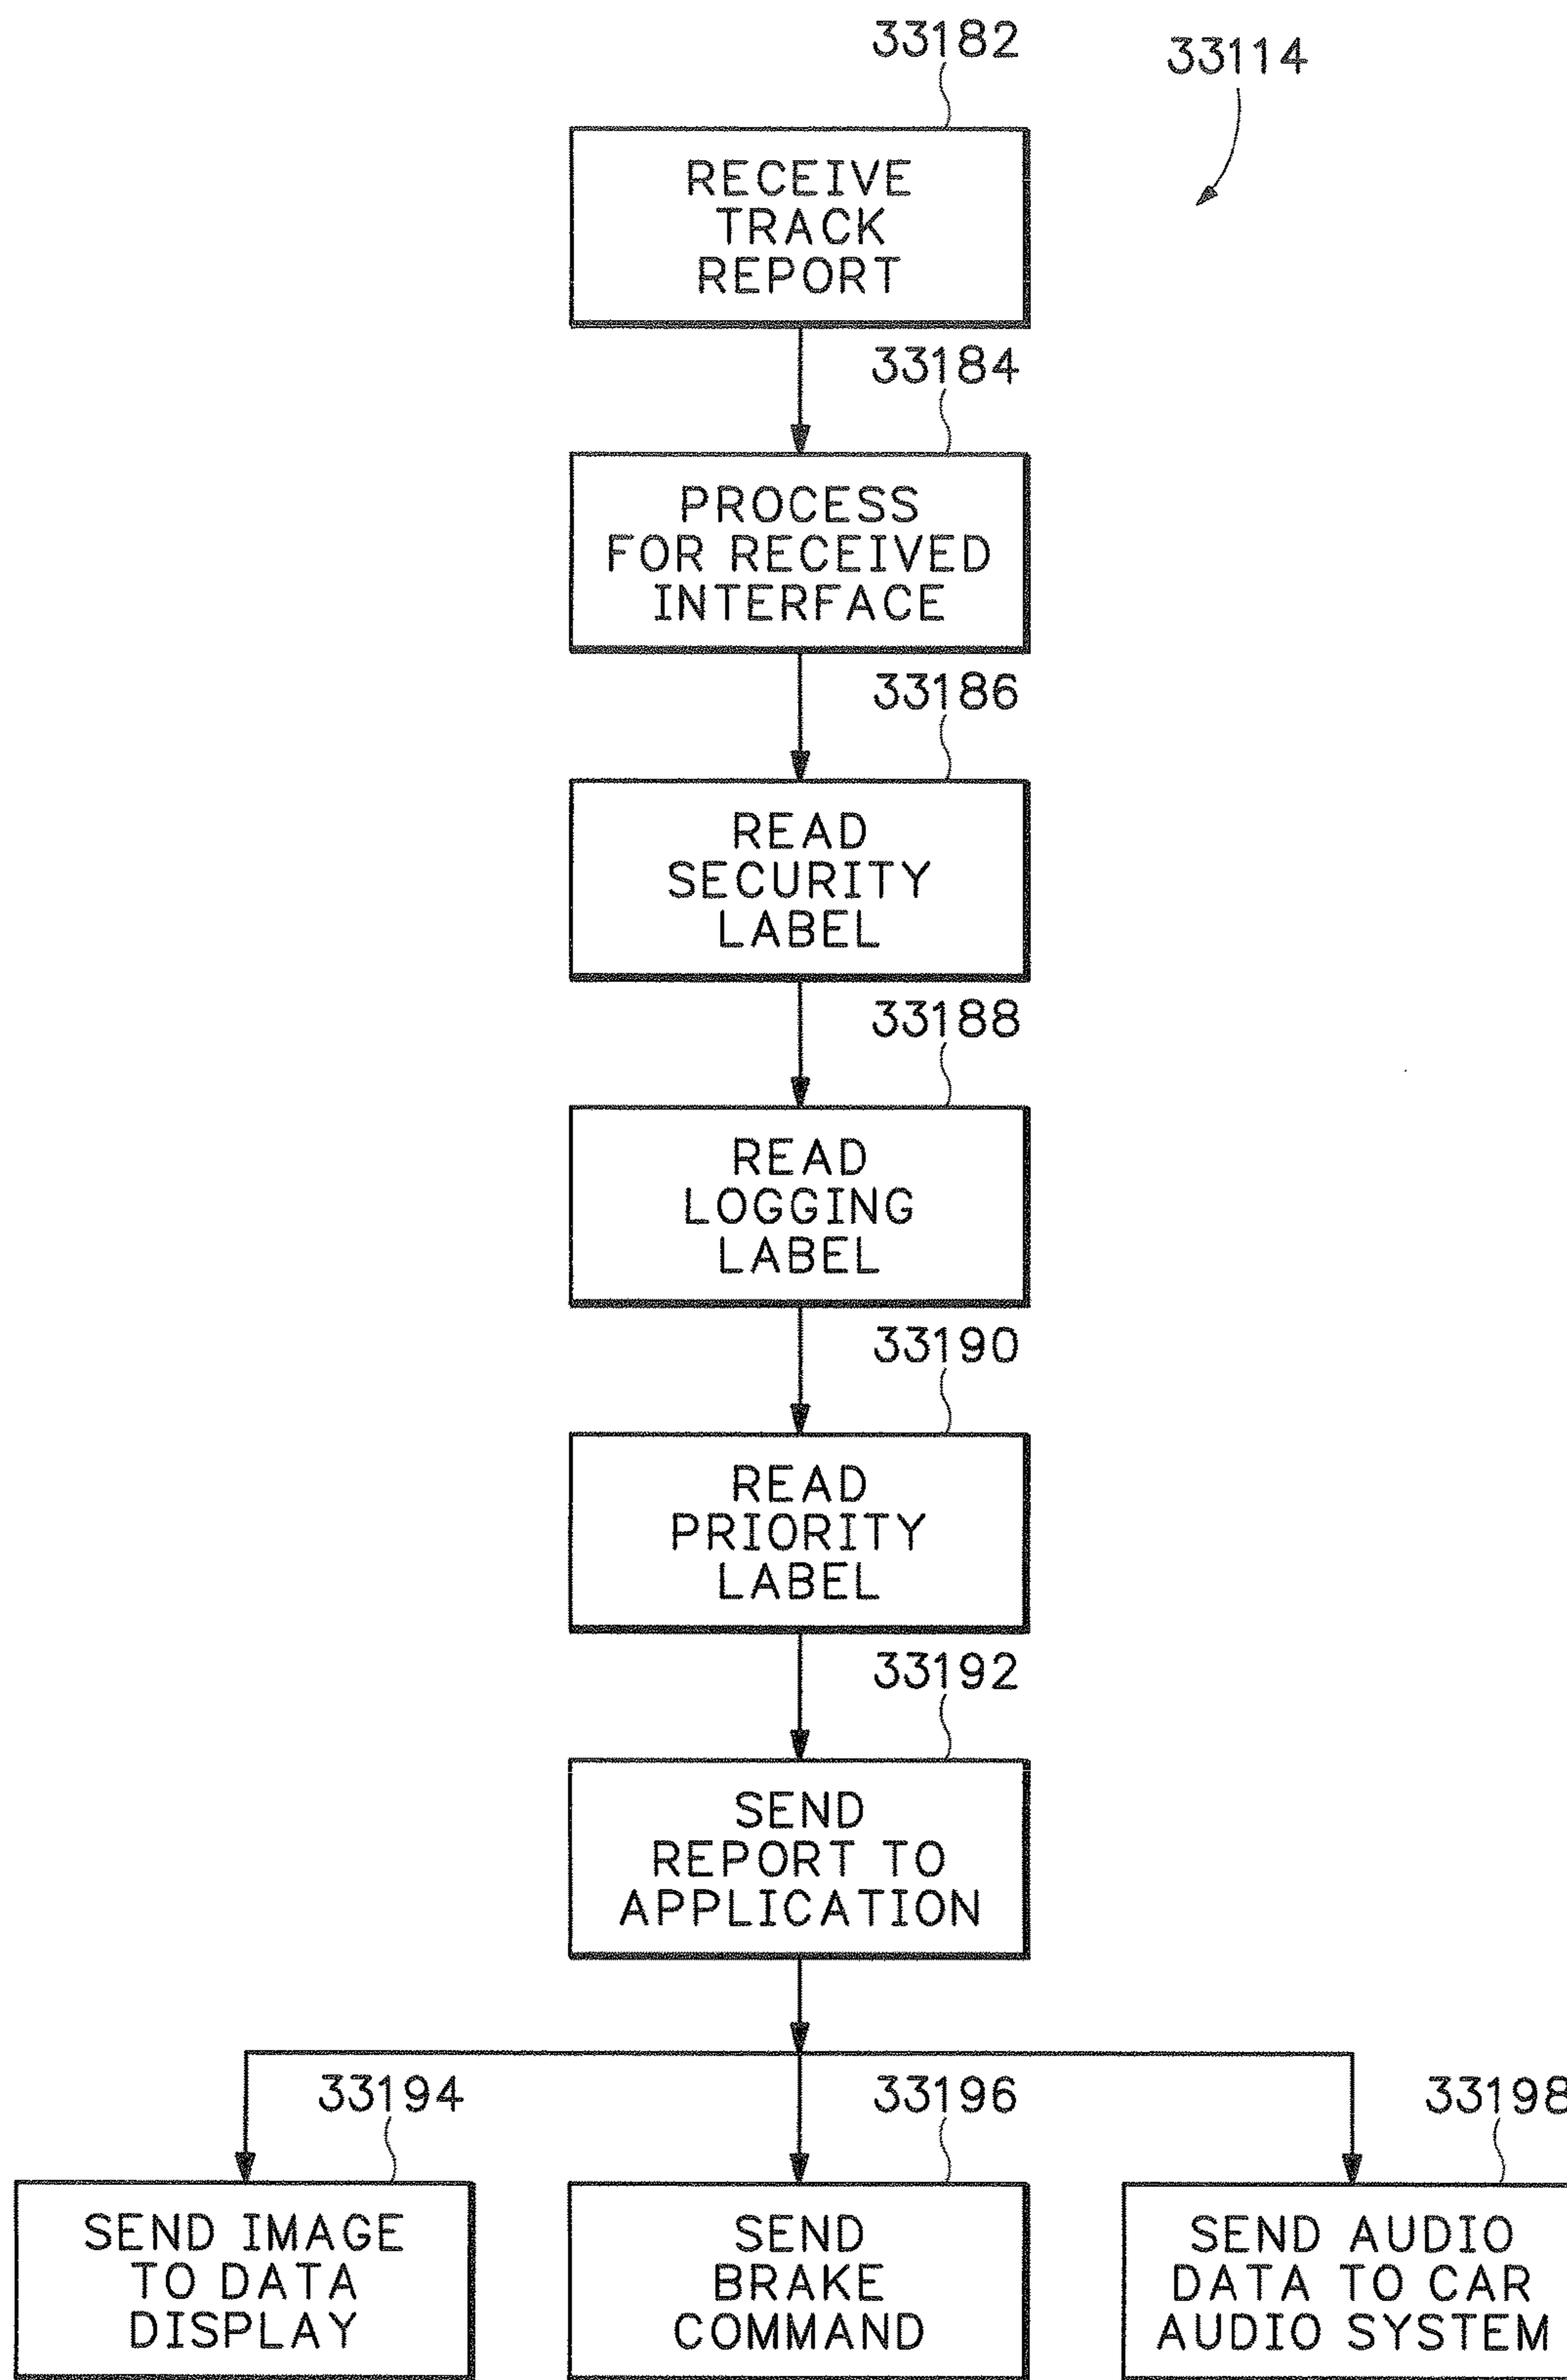 33182
33114
RECEIVE
TRACK
REPORT
33184
PROCESS
FOR RECEIVED
INTERFACE
33186
READ
SECURITY
LABEL
33188
READ
LOGGING
LABEL
33190
READ
PRIORITY
LABEL
33192
SEND
REPORT TO
APPLICATION
33194
SEND IMAGE
TO DATA
DISPLAY
33196
SEND
BRAKE
COMMAND
33198
SEND AUDIO
DATA TO CAR
AUDIO SYSTEM